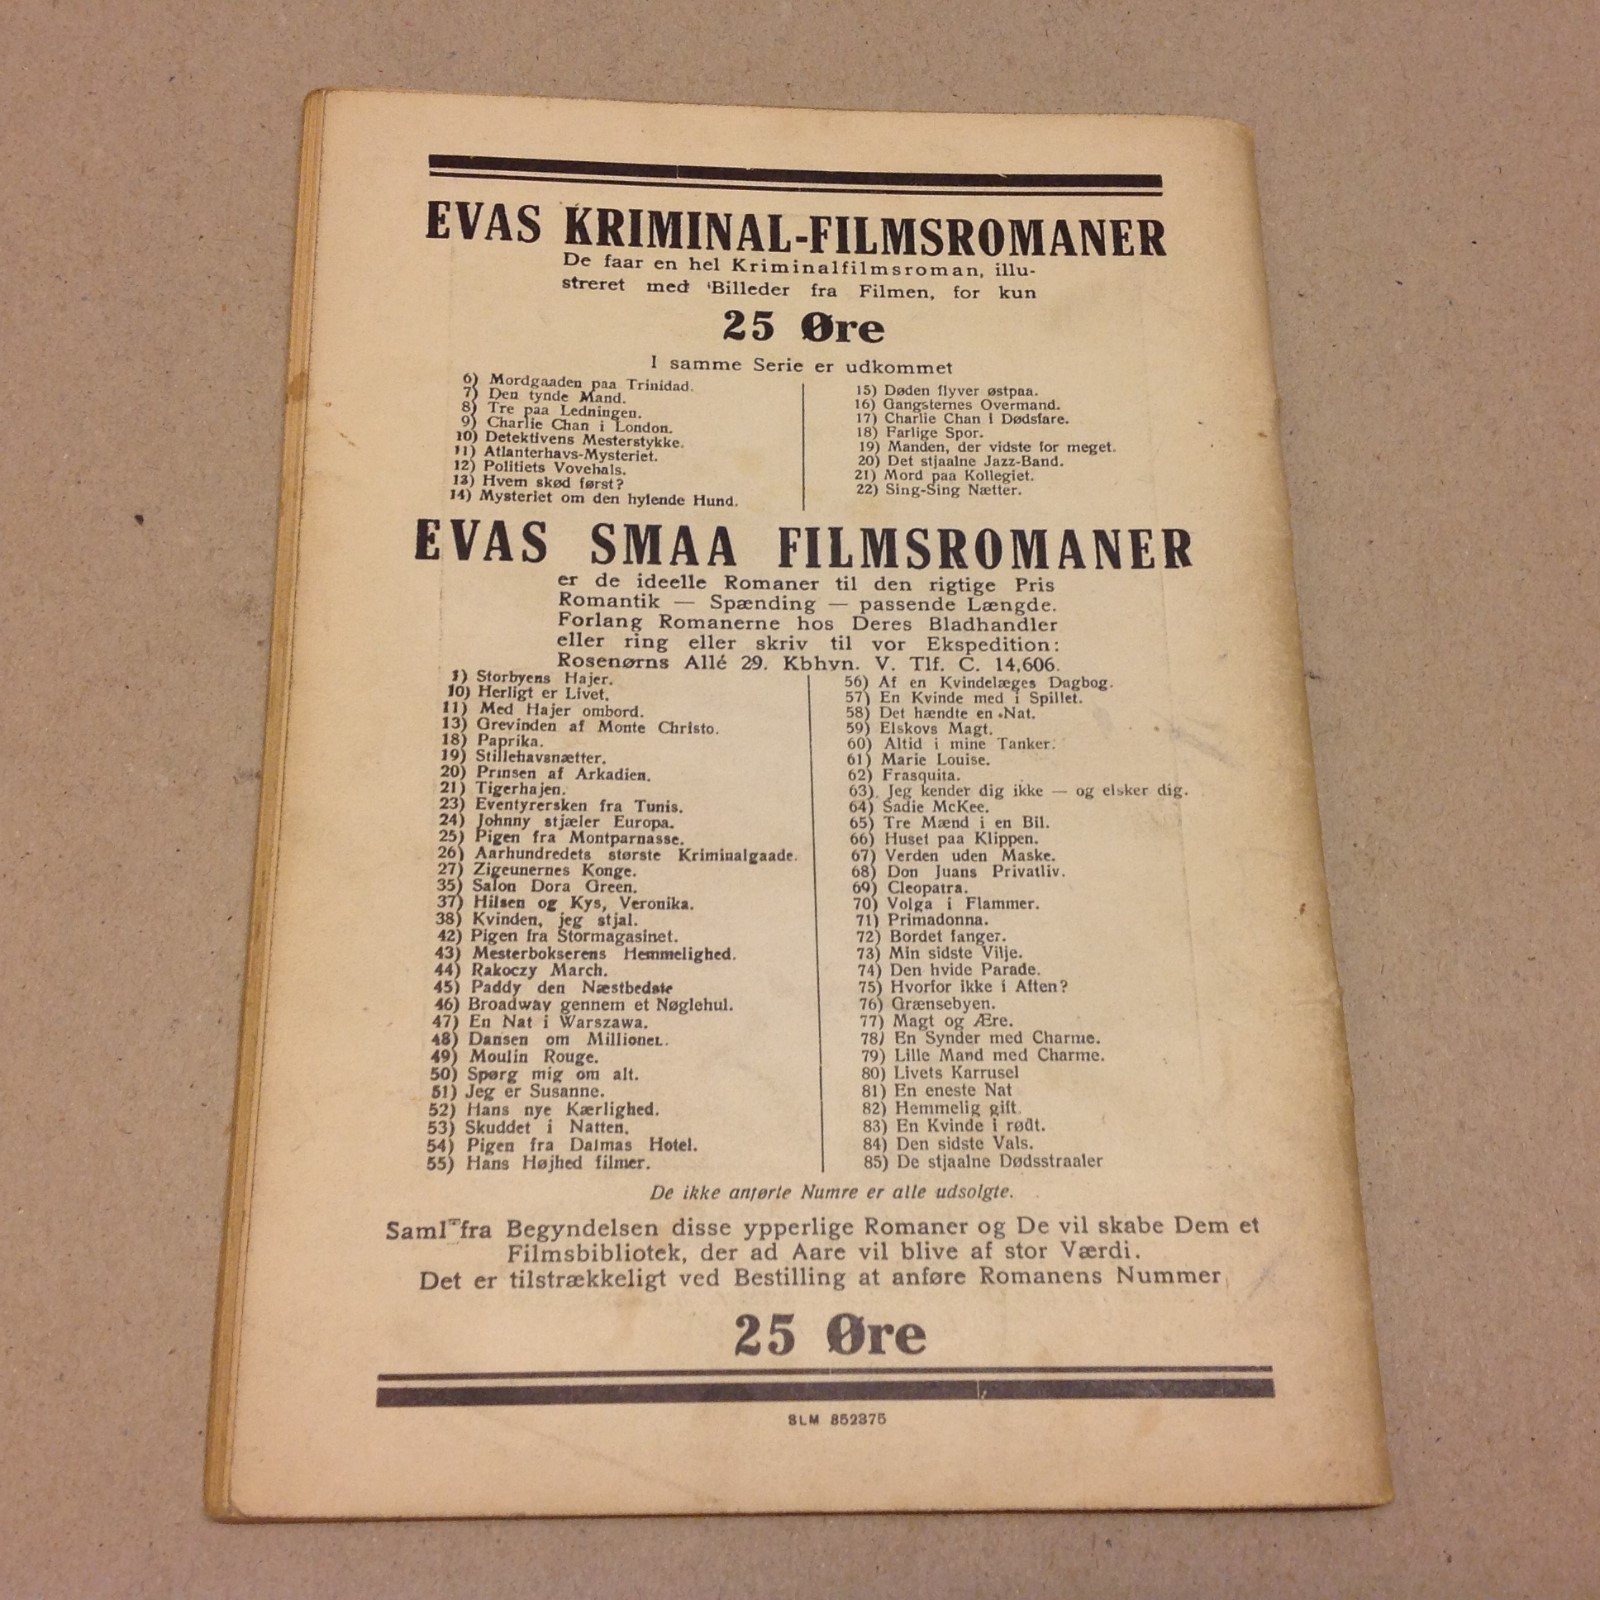 EVAS KRIMINAL-FILMSROMANER
De faar en hel Kriminalfilmsroman, illu-
streret med Billeder fra Filmen, for kun
25 Øre
I samme Serie er udkommet
6) Mordgaaden paa Trinidad.
7) Den tynde Mand.
8) Tre paa Ledningen.
9) Charlie Chan i London.
10) Detektivens Mesterstykke.
11) Atlanterhavs-Mysteriet.
12) Politiets Vovehals.
13) Hvem skød først?
14) Mysteriet om den hylende Hund.
15) Døden flyver østpaa.
16) Gangsternes Overmand.
17) Charlie Chan i Dødsfare.
18) Farlige Spor.
19) Manden, der vidste for meget.
20) Det stjaalne Jazz-Band.
21) Mord paa Kollegiet.
22) Sing-Sing Nætter.
EVAS SMAA FILMSROMANER
er de ideelle Romaner til den rigtige Pris
Romantik — Spænding — passende Længde.
Forlang Romanerne hos Deres Bladhandler
eller ring eller skriv til vor Ekspedition:
Rosenørns Allé 29. Kbhvn. V. Tlf. C. 14,606.
1) Storbyens Hajer.
10) Herligt er Livet.
11) Med Hajer ombord.
13) Grevinden af Monte Christo.
18) Paprika.
19) Stillehavsnætter.
20) Prinsen af Arkadien.
21) Tigerhajen.
23) Eventyrersken fra Tunis.
24) Johnny stjæler Europa.
25) Pigen fra Montparnasse.
26) Aarhundredets største Kriminalgaade.
27) Zigeunernes Konge.
35) Salon Dora Green.
37) Hilsen og Kys, Veronika.
38) Kvinden, jeg stjal.
42) Pigen fra Stormagasinet.
43) Mesterbokserens Hemmelighed.
44) Rakoczy March.
45) Paddy den Næstbedste
46) Broadway gennem et Nøglehul.
47) En Nat i Warszawa.
48) Dansen om Millionen.
49) Moulin Rouge.
50) Spørg mig om alt.
51) Jeg er Susanne.
52) Hans nye Kærlighed.
53) Skuddet i Natten.
54) Pigen fra Dalmas Hotel.
55) Hans Højhed filmer.
56) Af en Kvindelæges Dagbog.
57) En Kvinde med i Spillet.
58) Det hændte en Nat.
59) Elskovs Magt.
60) Altid i mine Tanker.
61) Marie Louise.
62) Frasquita.
63) Jeg kender dig ikke — og elsker dig.
64) Sadie McKee.
65) Tre Mænd i en Bil.
66) Huset paa Klippen.
67) Verden uden Maske.
68) Don Juans Privatliv.
69) Cleopatra.
70) Volga i Flammer.
71) Primadonna.
72) Bordet fanger.
73) Min sidste Vilje.
74) Den hvide Parade.
75) Hvorfor ikke i Aften?
76) Grænsebyen.
77) Magt og Ære.
78) En Synder med Charme.
79) Lille Mand med Charme.
80) Livets Karrusel
81) En eneste Nat
82) Hemmelig gift.
83) En Kvinde i rødt.
84) Den sidste Vals.
85) De stjaalne Dødsstraaler
De ikke anførte Numre er alle udsolgte.
Saml fra Begyndelsen disse ypperlige Romaner og De vil skabe Dem et
Filmsbibliotek, der ad Aare vil blive af stor Værdi.
Det er tilstrækkeligt ved Bestilling at anføre Romanens Nummer
25 Øre
SLM 852375